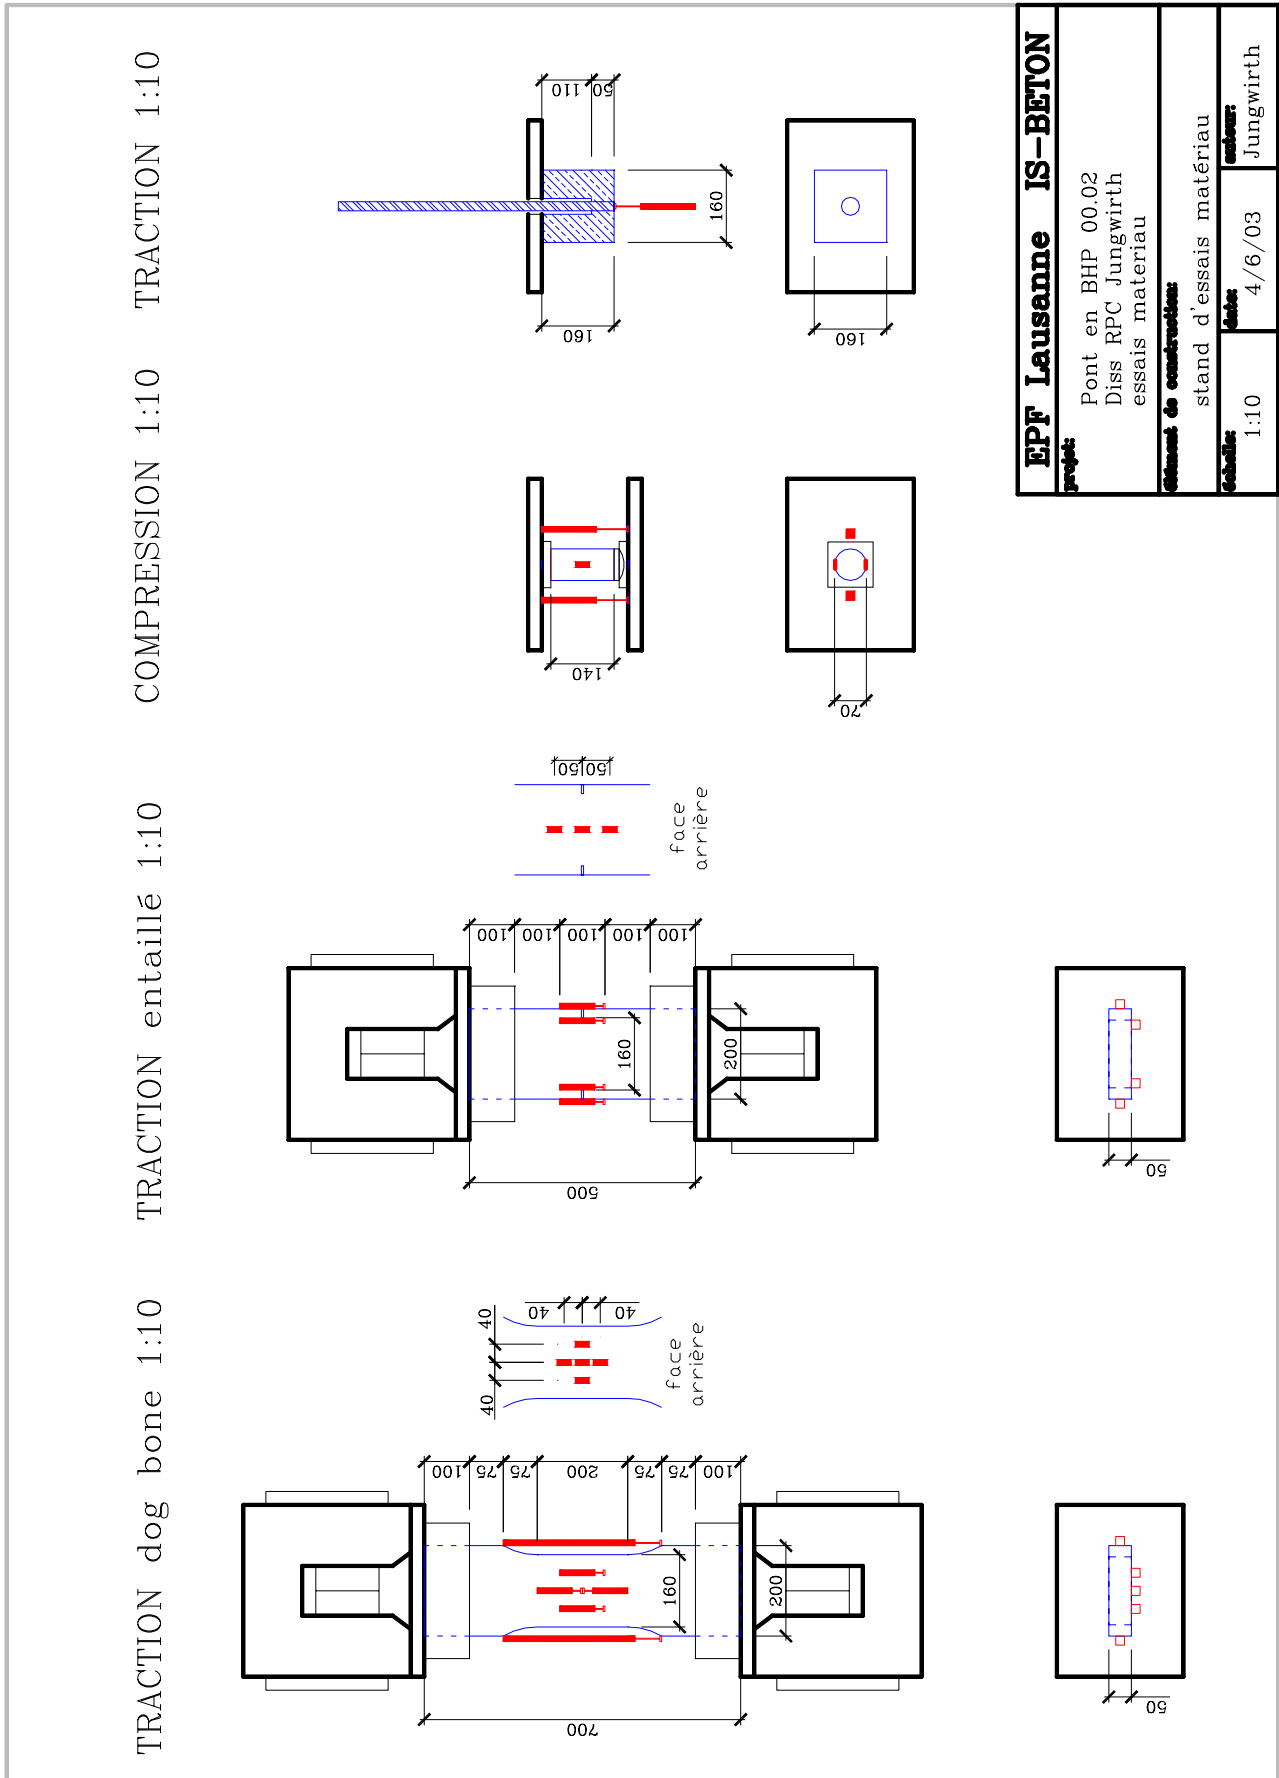 TRACTION dog bone 1:10
TRACTION entaillé 1:10
COMPRESSION 1:10
TRACTION 1:10
100
75
75
200
75
75
100
160
200
700
40
40
40
40
face
arrière
50
100
100
100
100
100
160
200
500
50
50
face
arrière
50
140
70
110
50
160
160
160
EPF Lausanne IS-BETON
projet:
Pont en BHP 00.02
Diss RPC Jungwirth
essais materiau
élément de construction:
stand d'essais matériau
échelle:
1:10
date:
4/6/03
auteur:
Jungwirth